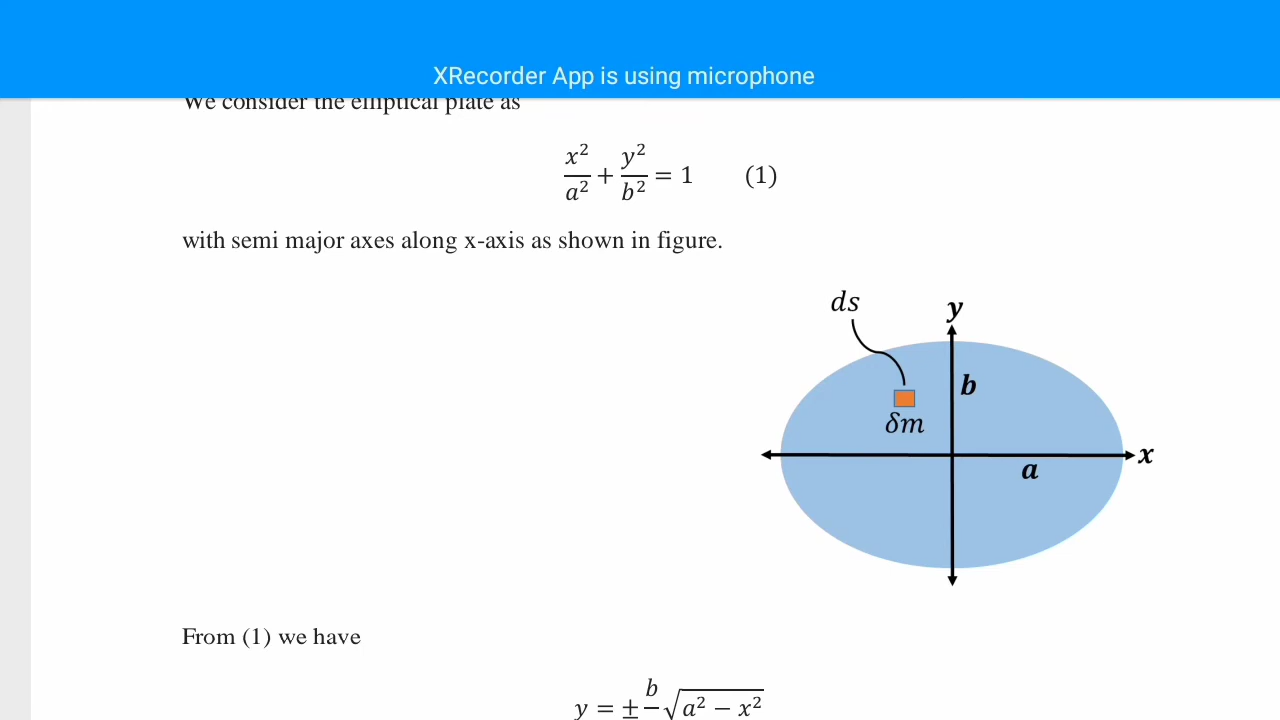 XRecorder App is using microphone
We consider the elliptical plate as
x²/a² + y²/b² = 1 (1)
with semi major axes along x-axis as shown in figure.
ds
y
b
δm
x
a
From (1) we have
y = ± b/ √a² − x²